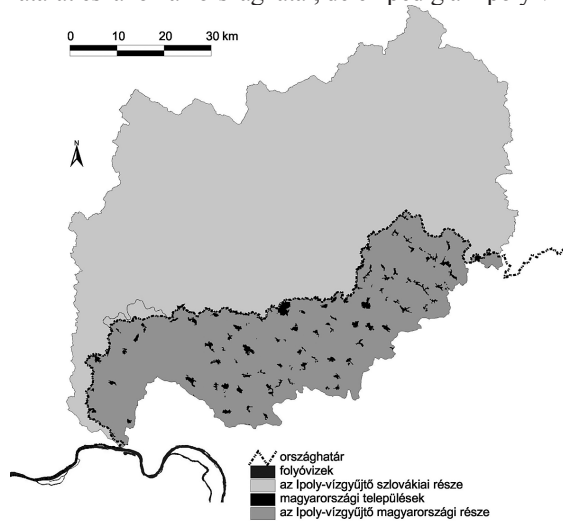 0 10 20 30 km
N
országhatár
folyóvizek
az Ipoly-vízgyűjtő szlovákiai része
magyarországi települések
az Ipoly-vízgyűjtő magyarországi része